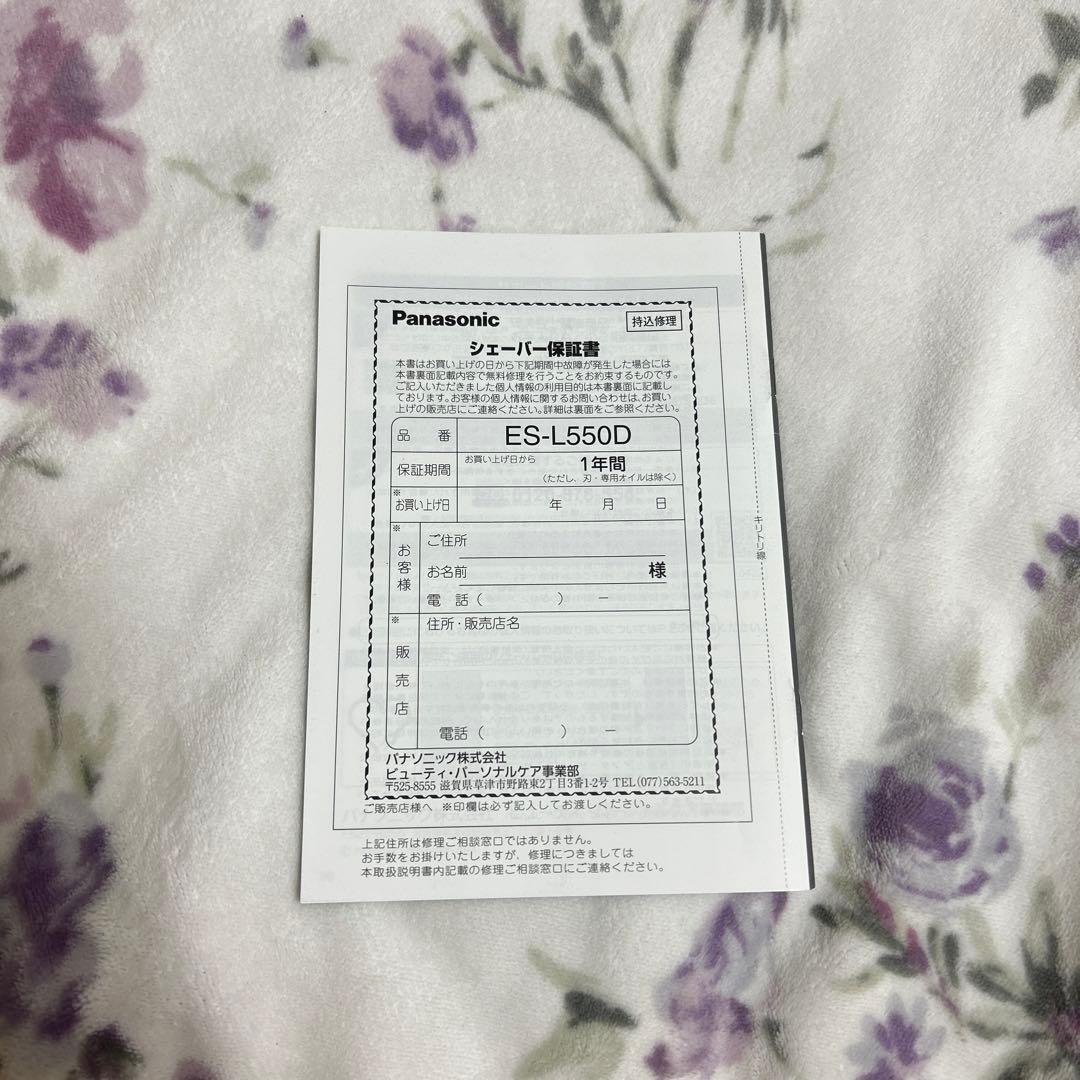 Panasonic
持込修理
シェーバー保証書
本書はお買い上げの日から下記期間中故障が発生した場合には
本書裏面記載内容で無料修理を行うことをお約束するものです。
ご記入いただきました個人情報の利用目的は本書裏面に記載し
ております。お客様の個人情報に関するお問い合わせは、お買い
上げの販売店にご連絡ください。詳細は裏面をご参照ください。
品番 ES-L550D
保証期間 お買い上げ日から 1年間
(ただし、刃・専用オイルは除く)
※お買い上げ日 年 月 日
※お客様 ご住所
お名前 様
電話( ) ―
※販売店 住所・販売店名
電話( ) ―
パナソニック株式会社
ビューティ・パーソナルケア事業部
〒525-8555 滋賀県草津市野路東2丁目3番1-2号 TEL(077)563-5211
ご販売店様へ ※印欄は必ず記入してお渡しください。
上記住所は修理ご相談窓口ではありません。
お手数をお掛けいたしますが、修理につきましては
本取扱説明書内記載の修理ご相談窓口にご連絡ください。
キリトリ線